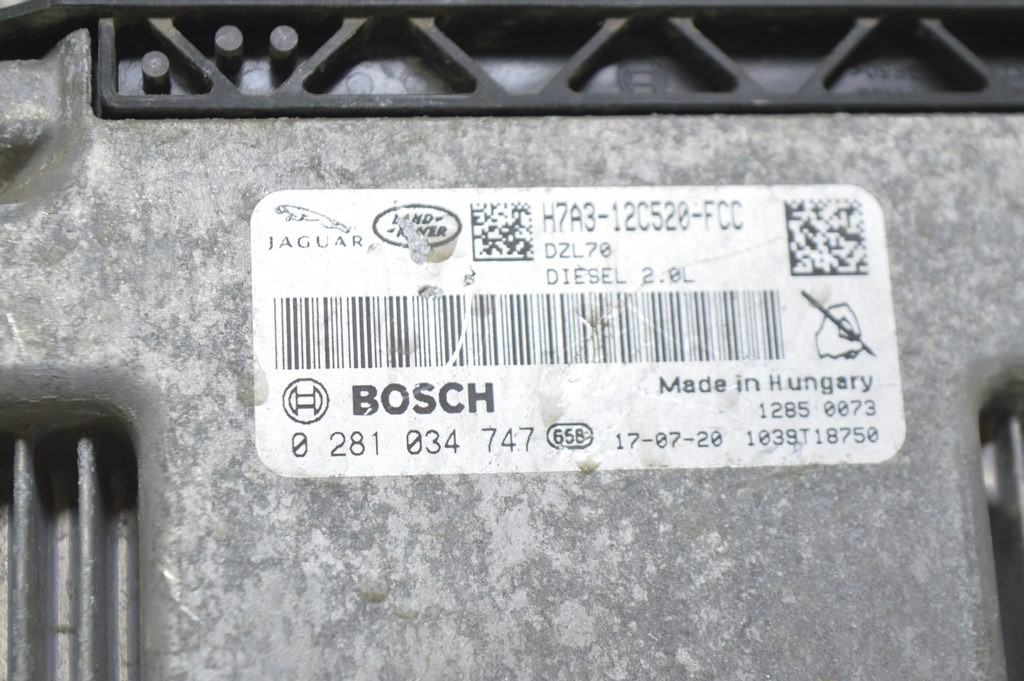 JAGUAR LAND-ROVER H7A3-12C520-FCC
DZL70
DIESEL 2.0L
BOSCH Made in Hungary
1285 0073
0 281 034 747 65B 17-07-20 1039T18750